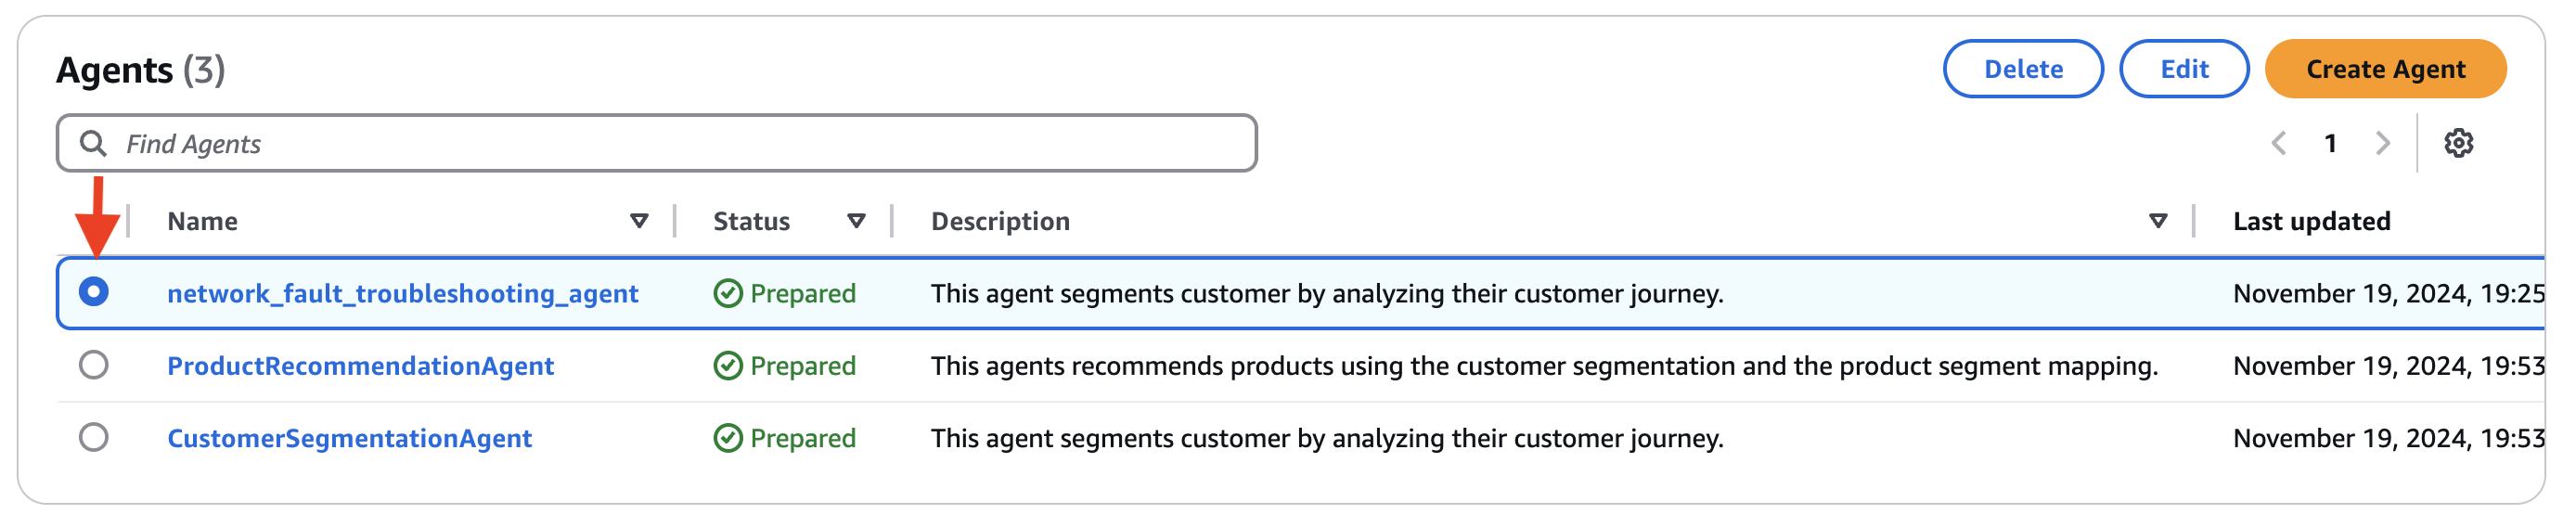 Agents (3)
Delete Edit Create Agent
Find Agents
1
Name Status Description Last updated
network_fault_troubleshooting_agent Prepared This agent segments customer by analyzing their customer journey. November 19, 2024, 19:25
ProductRecommendationAgent Prepared This agents recommends products using the customer segmentation and the product segment mapping. November 19, 2024, 19:53
CustomerSegmentationAgent Prepared This agent segments customer by analyzing their customer journey. November 19, 2024, 19:53